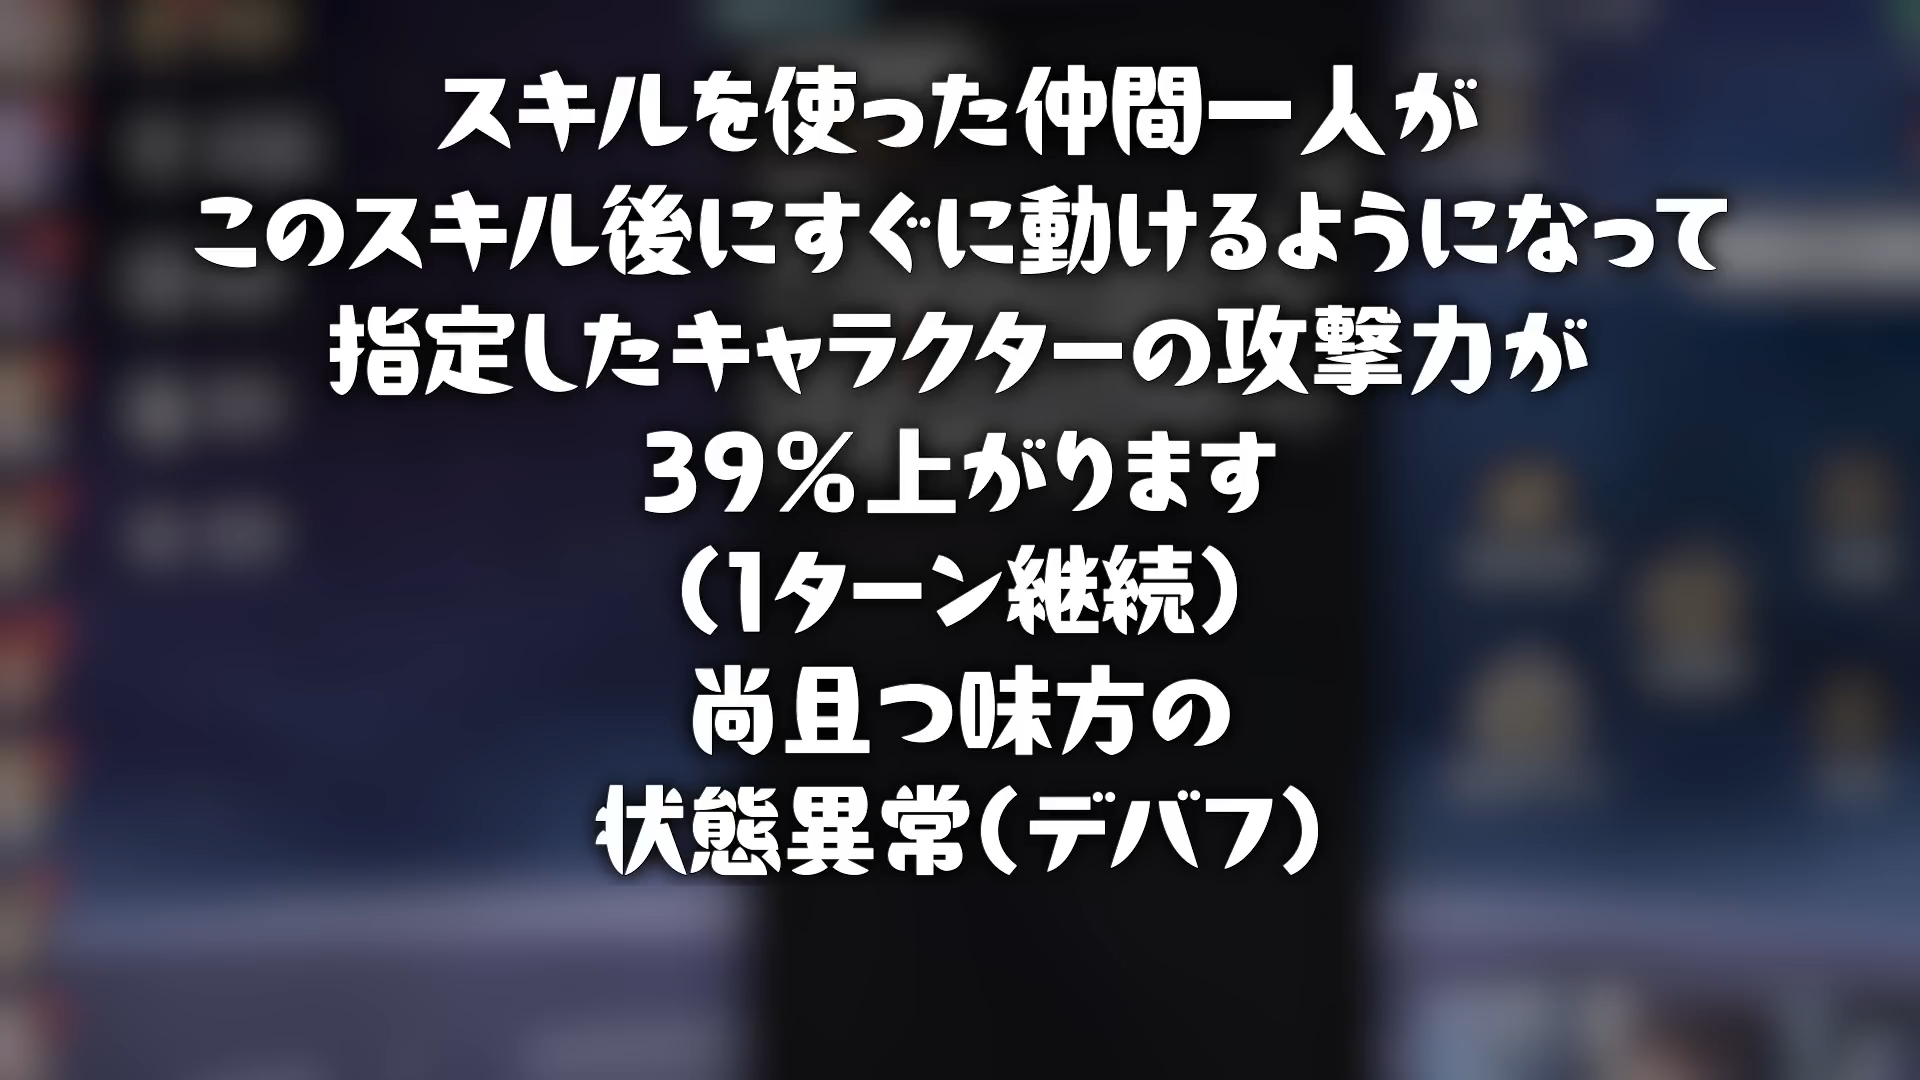 スキルを使った仲間一人が
このスキル後にすぐに動けるようになって
指定したキャラクターの攻撃力が
39%上がります
(1ターン継続)
尚且つ味方の
状態異常(デバフ)